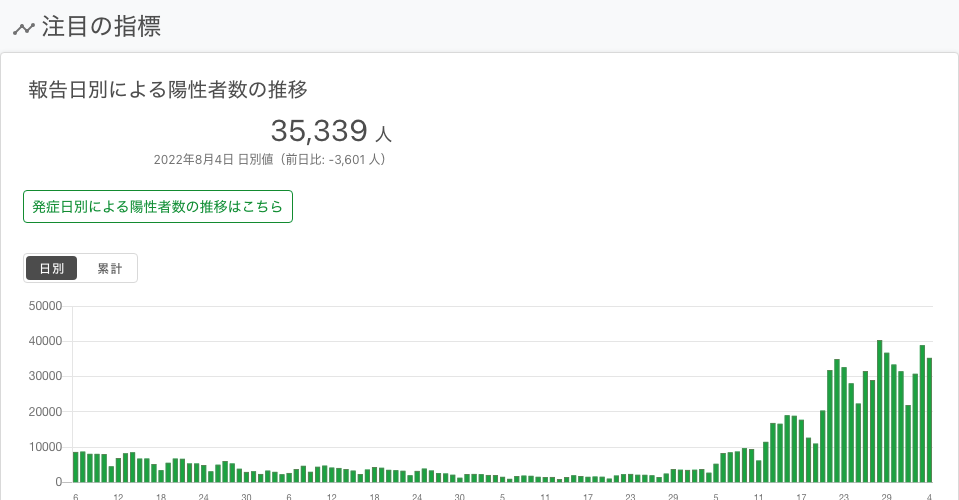 注目の指標
報告日別による陽性者数の推移
35,339 人
2022年8月4日 日別値（前日比: -3,601 人）
発症日別による陽性者数の推移はこちら
日別 累計
50000
40000
30000
20000
10000
0
6 12 18 24 30 6 12 18 24 30 5 11 17 23 29 5 11 17 23 29 4